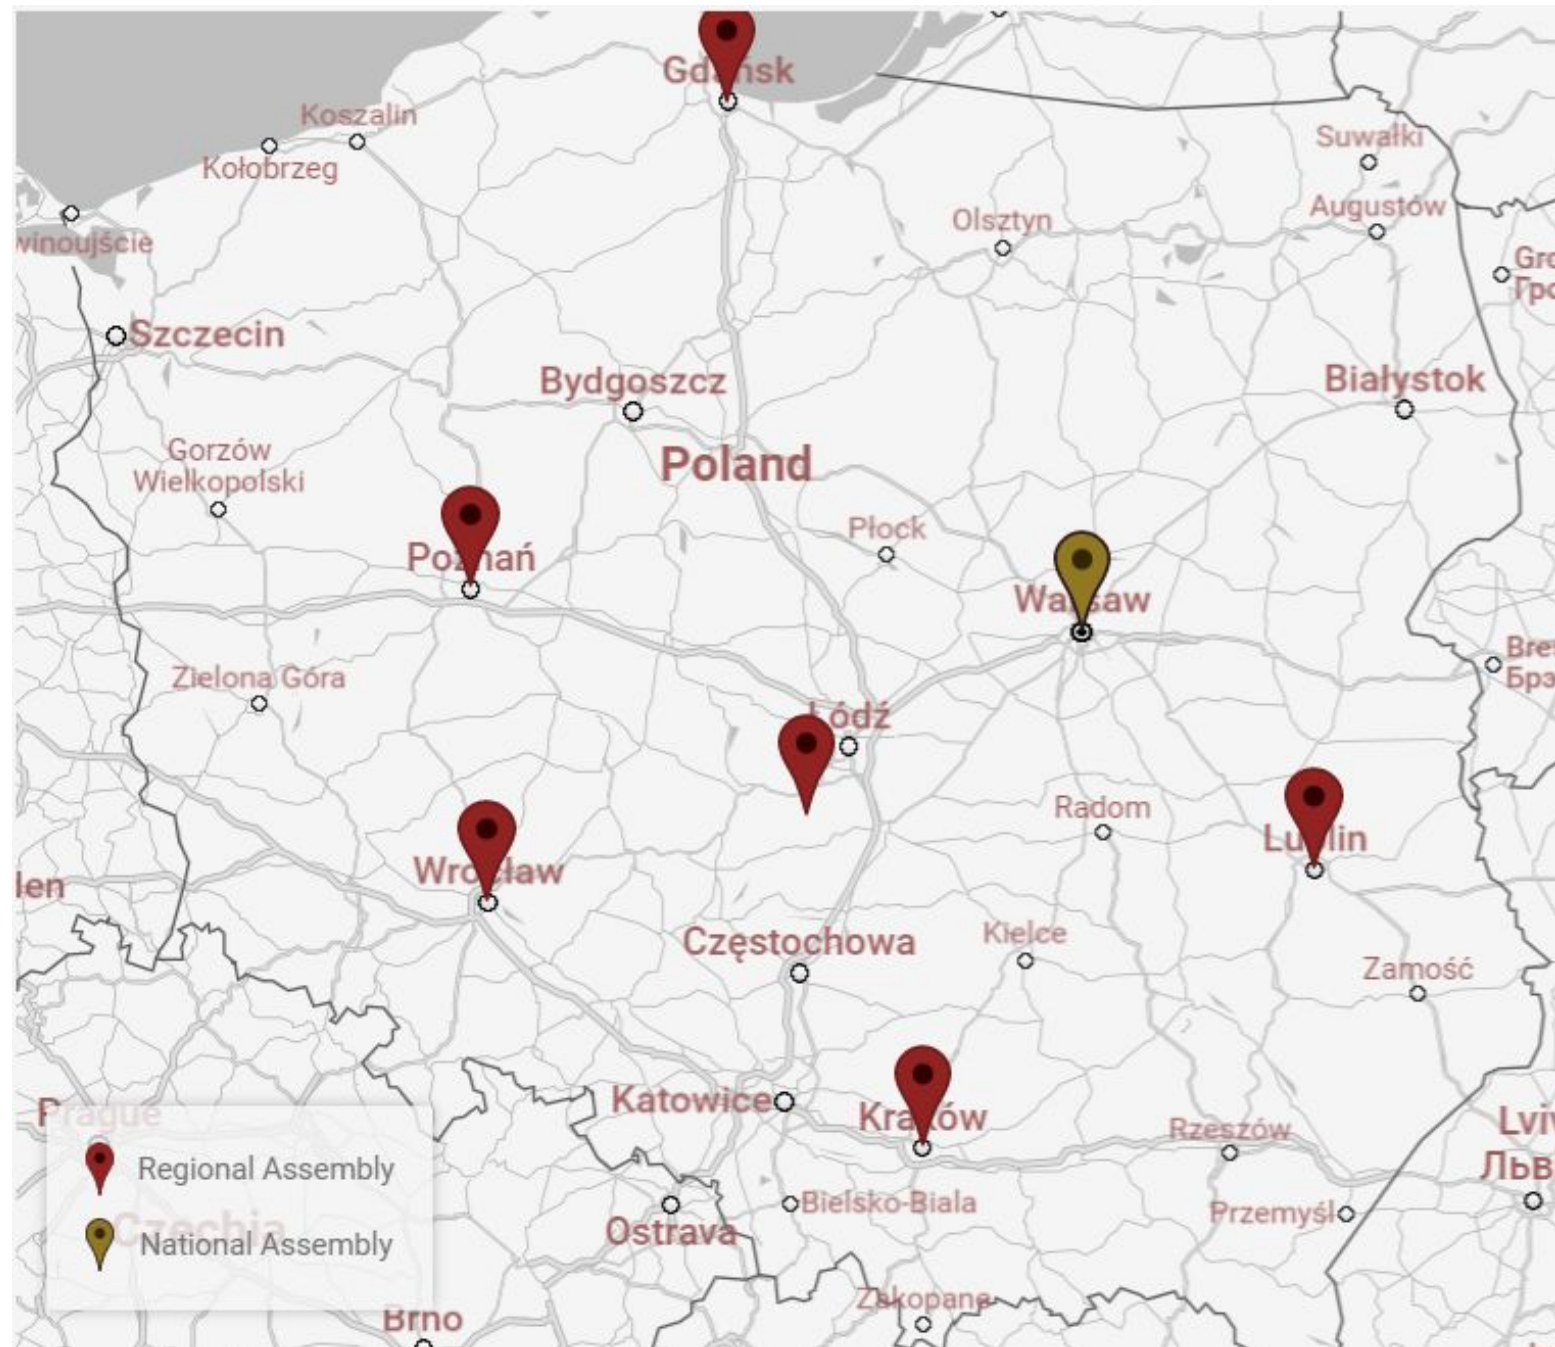 Gdańsk
Koszalin
Kołobrzeg
Suwałki
Augustów
Olsztyn
winoujście
Gro
Гро
Szczecin
Bydgoszcz
Białystok
Gorzów
Wielkopolski
Poland
Płock
Poznań
Warsaw
Bre
Брэ
Zielona Góra
Łódź
Radom
Lublin
Wrocław
len
Częstochowa
Kielce
Zamość
Katowice
Kraków
Rzeszów
Prague
Lviv
Льв
Regional Assembly
Bielsko-Biala
Przemyśl
Ostrava
Czechia
National Assembly
Zakopane
Brno